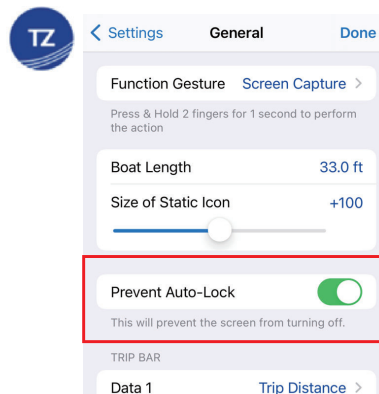 TZ
Settings General Done
Function Gesture Screen Capture
Press & Hold 2 fingers for 1 second to perform
the action
Boat Length 33.0 ft
Size of Static Icon +100
Prevent Auto-Lock
This will prevent the screen from turning off.
TRIP BAR
Data 1 Trip Distance